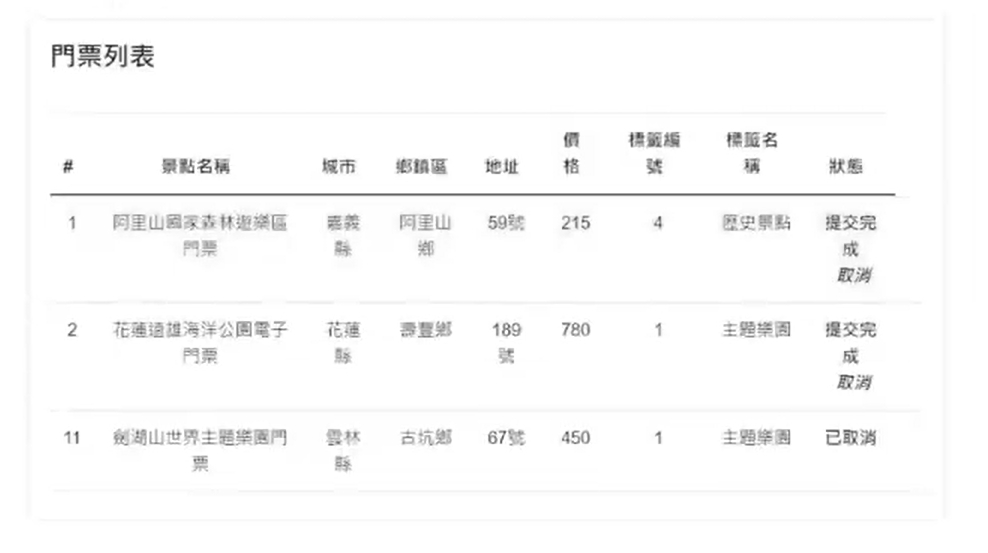 門票列表
# 景點名稱 城市 鄉鎮區 地址 價格 標籤編號 標籤名稱 狀態
1 阿里山國家森林遊樂區門票 嘉義縣 阿里山鄉 59號 215 4 歷史景點 提交完成 取消
2 花蓮遠雄海洋公園電子門票 花蓮縣 壽豐鄉 189號 780 1 主題樂園 提交完成 取消
11 劍湖山世界主題樂園門票 雲林縣 古坑鄉 67號 450 1 主題樂園 已取消